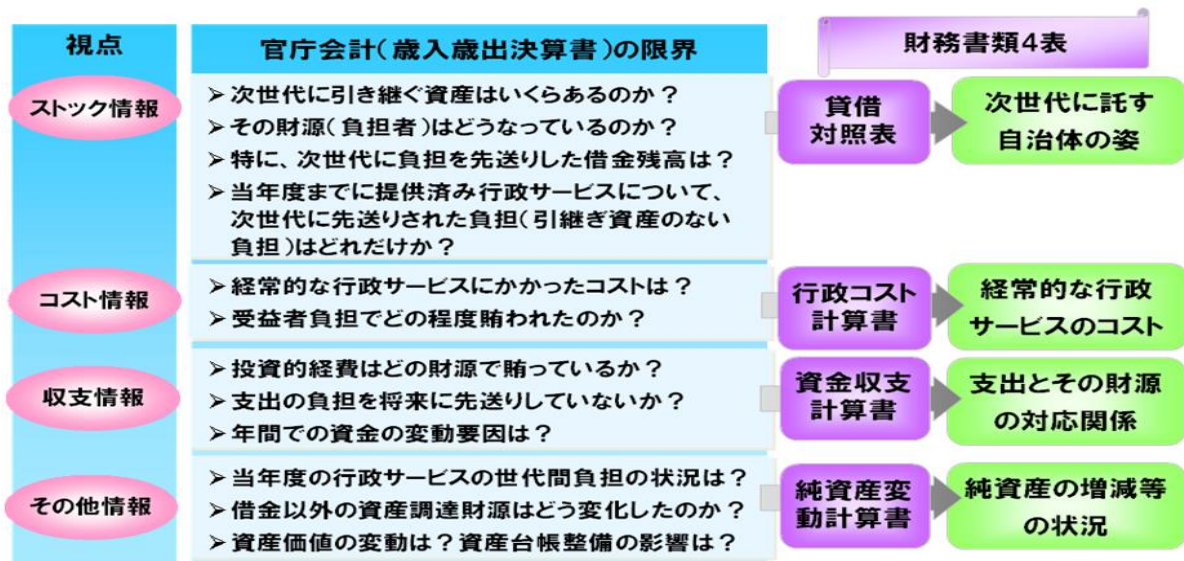 視点
官庁会計(歳入歳出決算書)の限界
財務書類4表
ストック情報
➢次世代に引き継ぐ資産はいくらあるのか？
➢その財源(負担者)はどうなっているのか？
➢特に、次世代に負担を先送りした借金残高は？
➢当年度までに提供済み行政サービスについて、
次世代に先送りされた負担(引継ぎ資産のない
負担)はどれだけか？
貸借
対照表
次世代に託す
自治体の姿
コスト情報
➢経常的な行政サービスにかかったコストは？
➢受益者負担でどの程度賄われたのか？
行政コスト
計算書
経常的な行政
サービスのコスト
収支情報
➢投資的経費はどの財源で賄っているか？
➢支出の負担を将来に先送りしていないか？
➢年間での資金の変動要因は？
資金収支
計算書
支出とその財源
の対応関係
その他情報
➢当年度の行政サービスの世代間負担の状況は？
➢借金以外の資産調達財源はどう変化したのか？
➢資産価値の変動は？資産台帳整備の影響は？
純資産変
動計算書
純資産の増減等
の状況